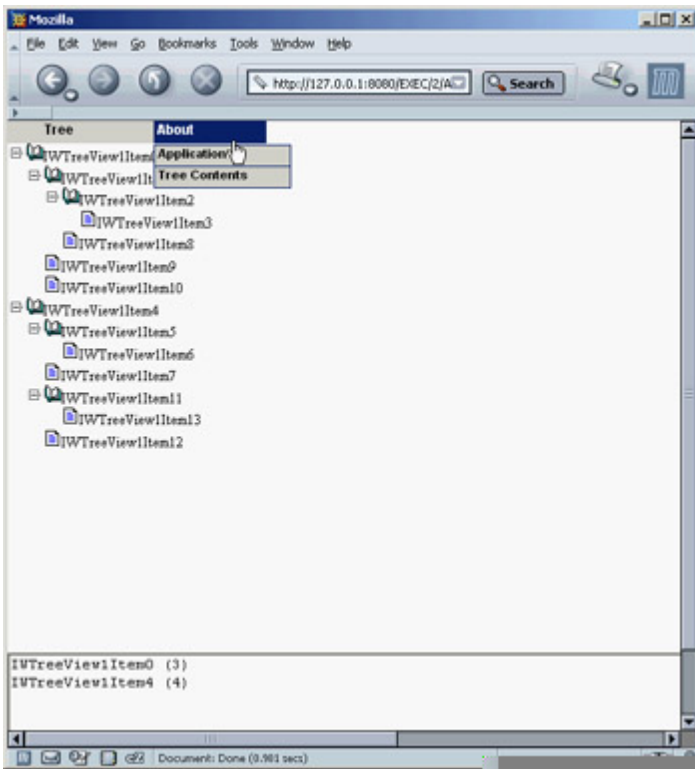 Mozilla
File Edit View Go Bookmarks Tools Window Help
http://127.0.0.1:8080/EXEC/2/A Search
Tree About
IWTreeView1Item Application
IWTreeView1It Tree Contents
IWTreeView1Item2
IWTreeView1Item3
IWTreeView1Item8
IWTreeView1Item9
IWTreeView1Item10
IWTreeView1Item4
IWTreeView1Item5
IWTreeView1Item6
IWTreeView1Item7
IWTreeView1Item11
IWTreeView1Item13
IWTreeView1Item12
IWTreeView1Item0 (3)
IWTreeView1Item4 (4)
Document: Done (0.901 secs)